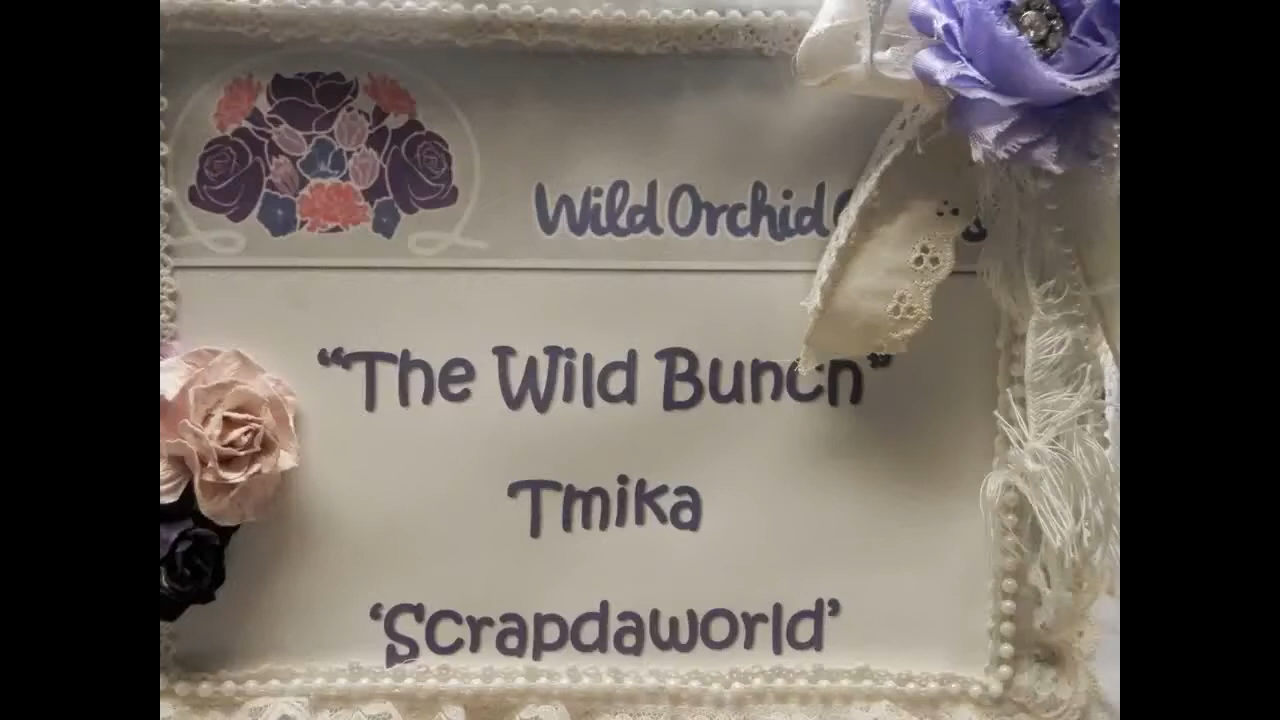 Wild Orchid
“The Wild Bunch”
Tmika
‘Scrapdaworld’